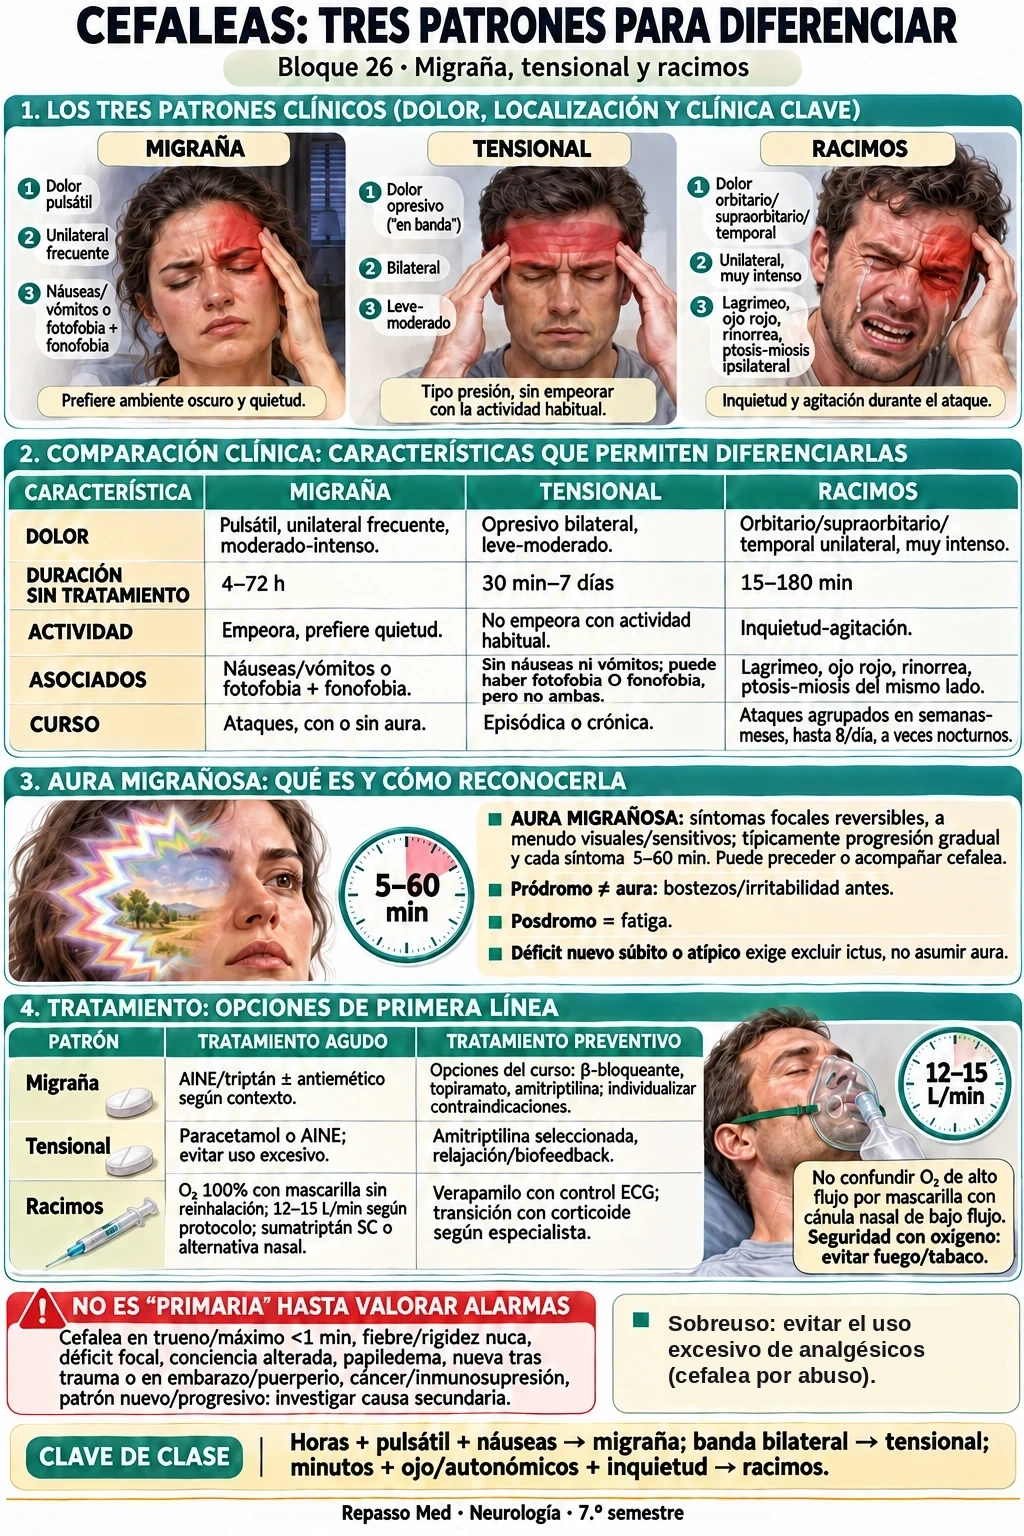 CEFALEAS: TRES PATRONES PARA DIFERENCIAR
Bloque 26 · Migraña, tensional y racimos
1. LOS TRES PATRONES CLÍNICOS (DOLOR, LOCALIZACIÓN Y CLÍNICA CLAVE)
MIGRAÑA
1 Dolor
pulsátil
2 Unilateral
frecuente
3 Náuseas/
vómitos o
fotofobia +
fonofobia
Prefiere ambiente oscuro y quietud.
TENSIONAL
1 Dolor
opresivo
("en banda")
2 Bilateral
3 Leve-
moderado
Tipo presión, sin empeorar
con la actividad habitual.
RACIMOS
1 Dolor
orbitario/
supraorbitario/
temporal
2 Unilateral,
muy intenso
3 Lagrimeo,
ojo rojo,
rinorrea,
ptosis-miosis
ipsilateral
Inquietud y agitación durante el ataque.
2. COMPARACIÓN CLÍNICA: CARACTERÍSTICAS QUE PERMITEN DIFERENCIARLAS
CARACTERÍSTICA MIGRAÑA TENSIONAL RACIMOS
DOLOR
Pulsátil, unilateral frecuente,
moderado-intenso.
Opresivo bilateral,
leve-moderado.
Orbitario/supraorbitario/
temporal unilateral, muy intenso.
DURACIÓN
SIN TRATAMIENTO
4–72 h
30 min–7 días
15–180 min
ACTIVIDAD
Empeora, prefiere quietud.
No empeora con actividad
habitual.
Inquietud-agitación.
ASOCIADOS
Náuseas/vómitos o
fotofobia + fonofobia.
Sin náuseas ni vómitos; puede
haber fotofobia O fonofobia,
pero no ambas.
Lagrimeo, ojo rojo, rinorrea,
ptosis-miosis del mismo lado.
CURSO
Ataques, con o sin aura.
Episódica o crónica.
Ataques agrupados en semanas-
meses, hasta 8/día, a veces nocturnos.
3. AURA MIGRAÑOSA: QUÉ ES Y CÓMO RECONOCERLA
5–60
min
AURA MIGRAÑOSA: síntomas focales reversibles, a
menudo visuales/sensitivos; típicamente progresión gradual
y cada síntoma 5–60 min. Puede preceder o acompañar cefalea.
Pródromo ≠ aura: bostezos/irritabilidad antes.
Posdromo = fatiga.
Déficit nuevo súbito o atípico exige excluir ictus, no asumir aura.
4. TRATAMIENTO: OPCIONES DE PRIMERA LÍNEA
PATRÓN TRATAMIENTO AGUDO TRATAMIENTO PREVENTIVO
Migraña
AINE/triptán ± antiemético
según contexto.
Opciones del curso: β-bloqueante,
topiramato, amitriptilina; individualizar
contraindicaciones.
Tensional
Paracetamol o AINE;
evitar uso excesivo.
Amitriptilina seleccionada,
relajación/biofeedback.
Racimos
O₂ 100% con mascarilla sin
reinhalación; 12–15 L/min según
protocolo; sumatriptán SC o
alternativa nasal.
Verapamilo con control ECG;
transición con corticoide
según especialista.
12–15
L/min
No confundir O₂ de alto
flujo por mascarilla con
cánula nasal de bajo flujo.
Seguridad con oxígeno:
evitar fuego/tabaco.
! NO ES “PRIMARIA” HASTA VALORAR ALARMAS
Cefalea en trueno/máximo <1 min, fiebre/rigidez nuca,
déficit focal, conciencia alterada, papiledema, nueva tras
trauma o en embarazo/puerperio, cáncer/inmunosupresión,
patrón nuevo/progresivo: investigar causa secundaria.
Sobreuso: evitar el uso
excesivo de analgésicos
(cefalea por abuso).
CLAVE DE CLASE
Horas + pulsátil + náuseas → migraña; banda bilateral → tensional;
minutos + ojo/autonómicos + inquietud → racimos.
Repasso Med · Neurología · 7.º semestre